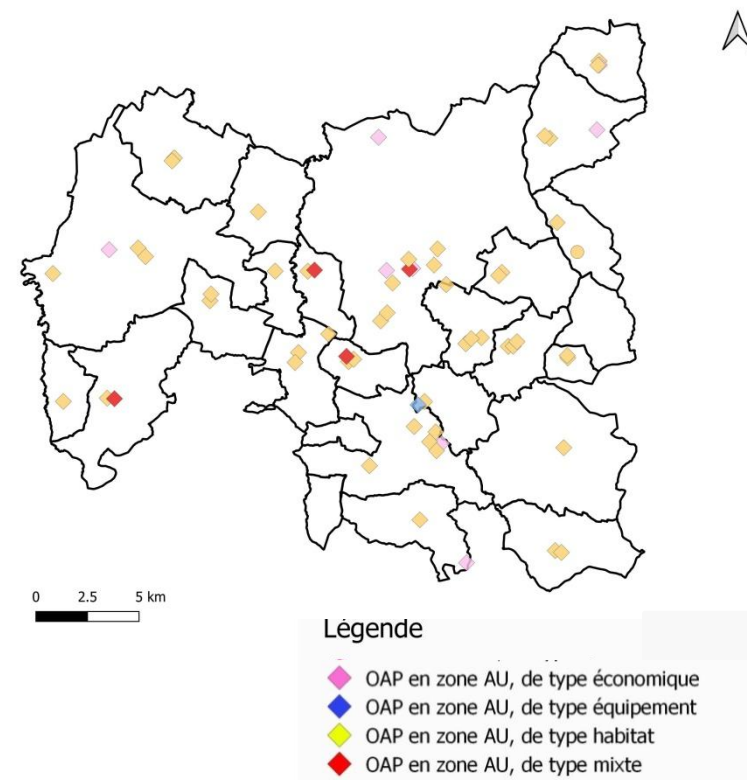 0 2.5 5 km
Légende
OAP en zone AU, de type économique
OAP en zone AU, de type équipement
OAP en zone AU, de type habitat
OAP en zone AU, de type mixte